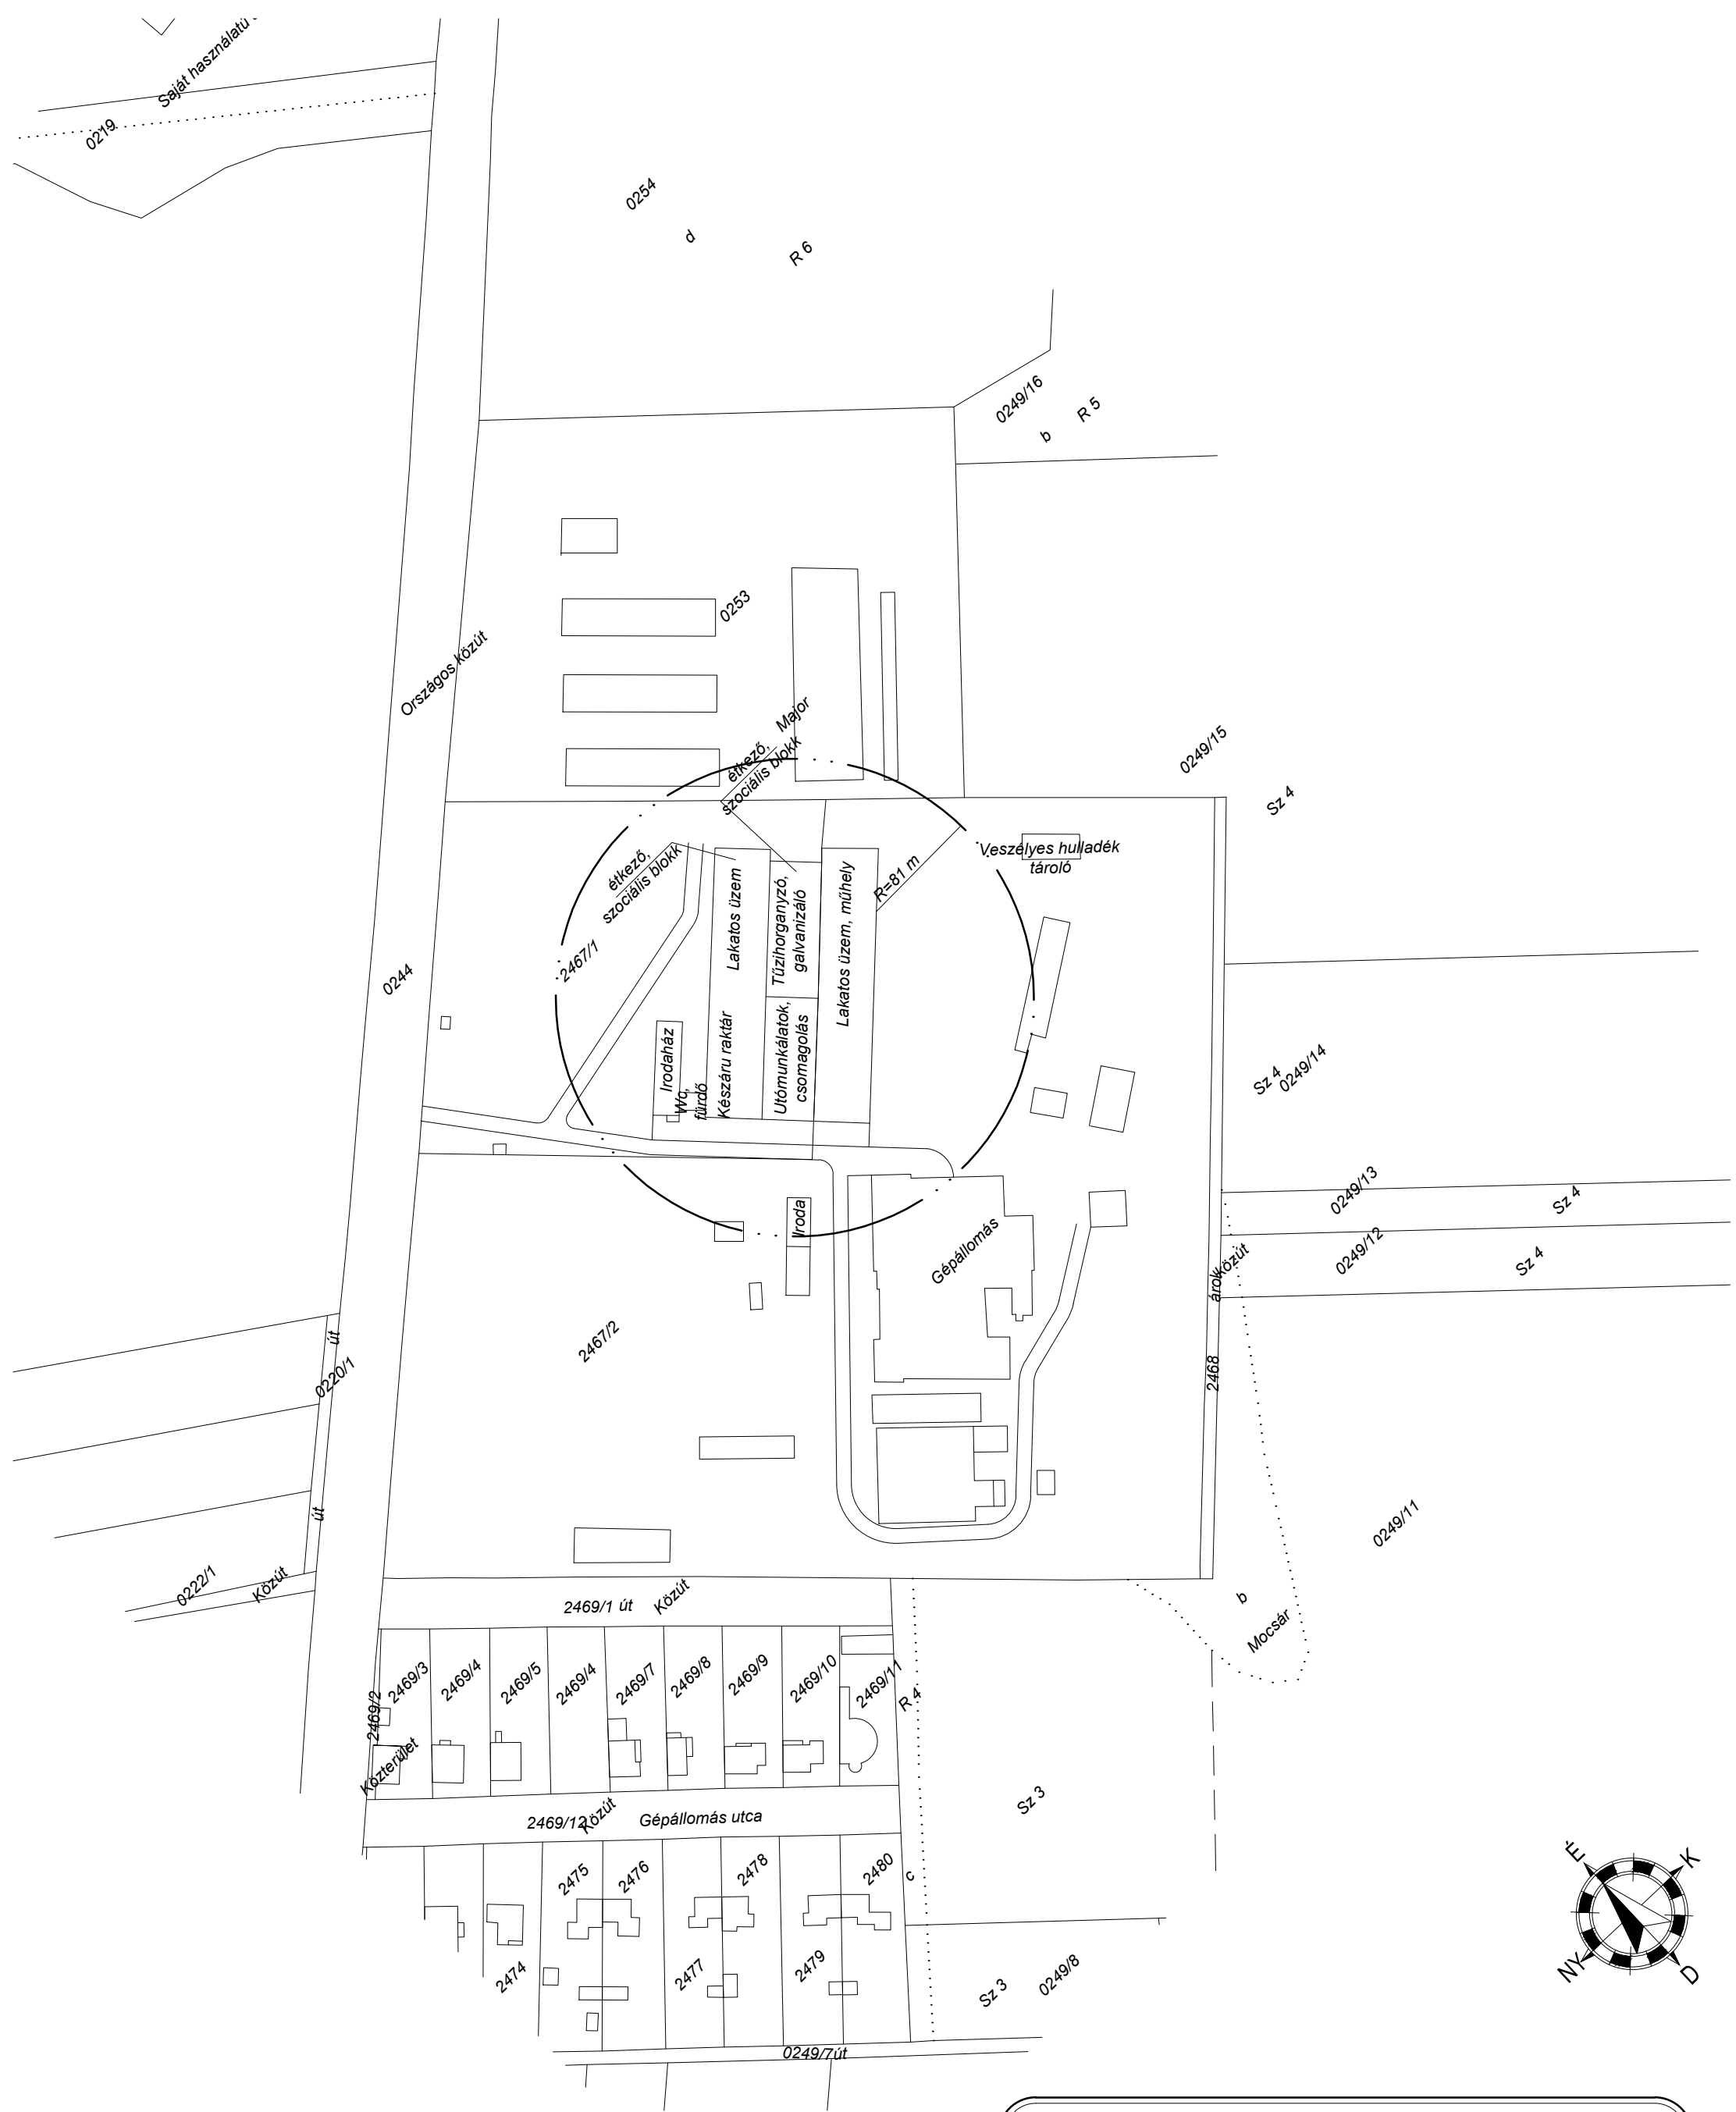 Saját használatú
0219
0254
d
R 6
0249/16
b
R 5
0253
Országos közút
Major
étkező,
szociális blokk
0249/15
Sz 4
Veszélyes hulladék
tároló
R=81 m
étkező,
szociális blokk
Lakatos üzem
Tűzihorganyzó,
galvanizáló
Lakatos üzem, műhely
2467/1
0244
Irodaház
Wc,
fürdő
Készáru raktár
Utómunkálatok,
csomagolás
Sz 4
0249/14
0249/13
Sz 4
0249/12
Sz 4
Iroda
Gépállomás
Közút
árok
2468
2467/2
út
0220/1
út
0222/1
Közút
0249/11
b
Mocsár
2469/1 út
Közút
2469/2
2469/3
2469/4
2469/5
2469/4
2469/7
2469/8
2469/9
2469/10
2469/11
R 4
Közterület
2469/12
Közút
Gépállomás utca
Sz 3
2475
2476
2478
2480
c
2474
2477
2479
Sz 3
0249/8
0249/7út
É
K
NY
D